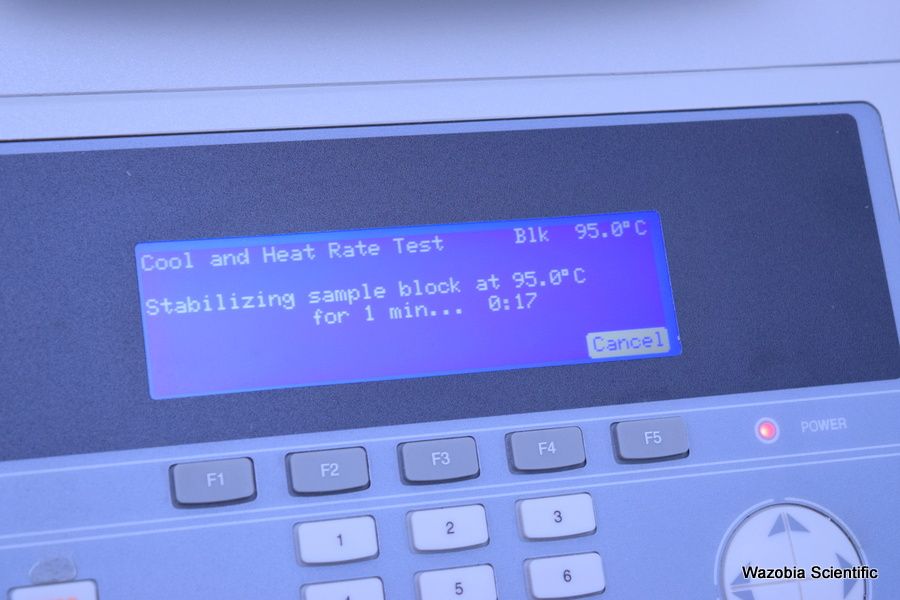 Cool and Heat Rate Test Blk 95.0°C
Stabilizing sample block at 95.0°C
for 1 min... 0:17
Cancel
F1 F2 F3 F4 F5
POWER
1 2 3
4 5 6
Wazobia Scientific